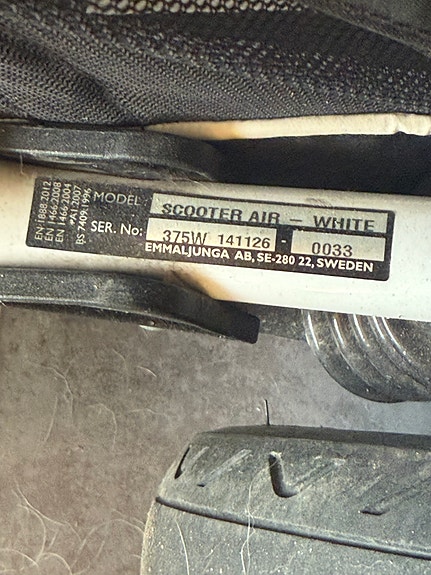 EN-1888:2012
EN 1466:2008
EN 1466:2004
+A1:2007
BS 7409:1996
MODEL SCOOTER AIR - WHITE
SER. No: 375W 141126 - 0033
EMMALJUNGA AB, SE-280 22, SWEDEN